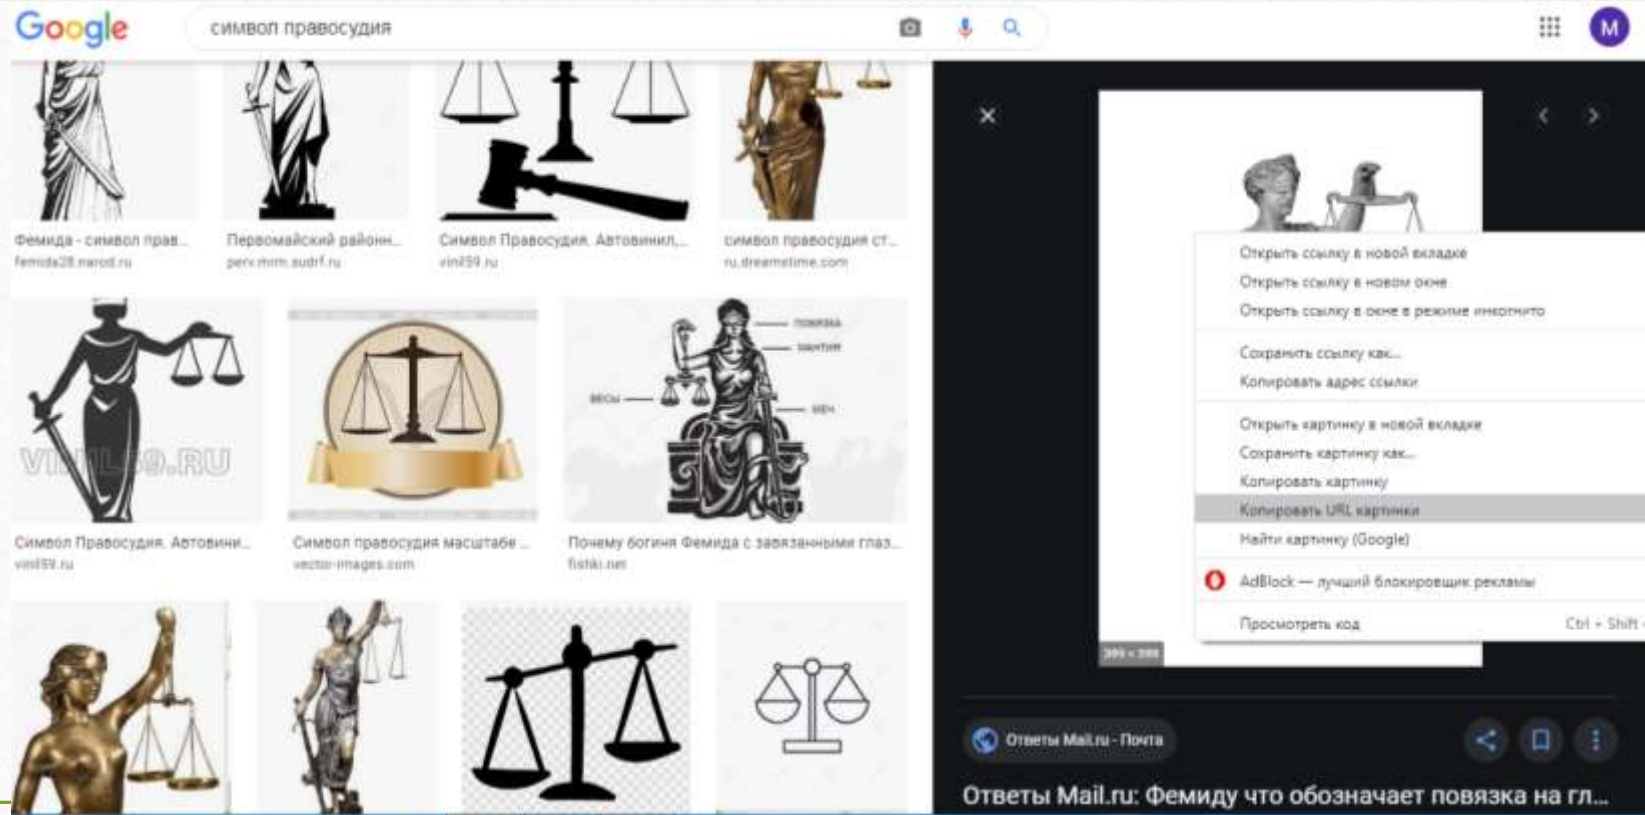 Google
символ правосудия
M
Фемида - символ прав...
femida28.narod.ru
Первомайский районн...
perv.mrm.sudrf.ru
Символ Правосудия. Автовинил,...
vinil59.ru
символ правосудия ст...
ru.dreamstime.com
ПОВЯЗКА
МАНТИЯ
ВЕСЫ
МЕЧ
VINIL59.RU
Символ Правосудия. Автовини...
vinil59.ru
Символ правосудия масштабе ...
vector-images.com
Почему богиня Фемида с завязанными глаз...
fishki.net
Открыть ссылку в новой вкладке
Открыть ссылку в новом окне
Открыть ссылку в окне в режиме инкогнито
Сохранить ссылку как...
Копировать адрес ссылки
Открыть картинку в новой вкладке
Сохранить картинку как...
Копировать картинку
Копировать URL картинки
Найти картинку (Google)
AdBlock — лучший блокировщик рекламы
Просмотреть код
Ctrl + Shift +
Ответы Mail.ru - Почта
Ответы Mail.ru: Фемиду что обозначает повязка на гл...